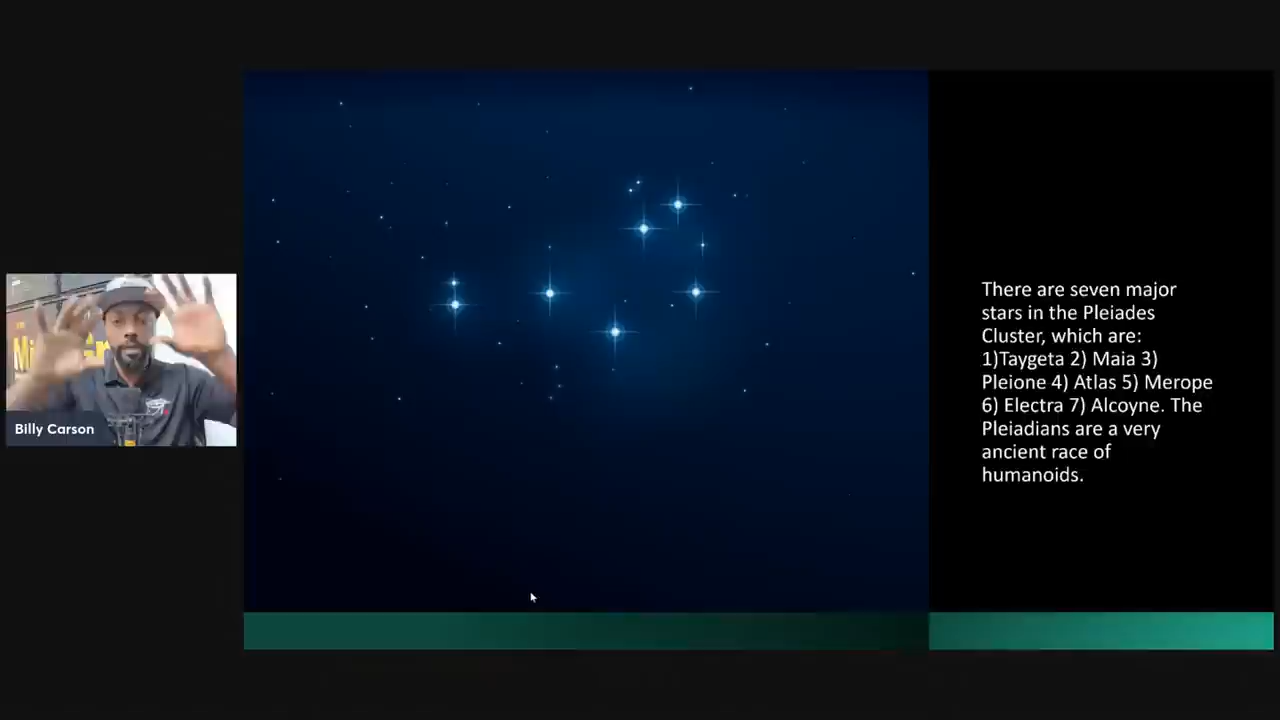 There are seven major
stars in the Pleiades
Cluster, which are:
1)Taygeta 2) Maia 3)
Pleione 4) Atlas 5) Merope
6) Electra 7) Alcoyne. The
Pleiadians are a very
ancient race of
humanoids.
Billy Carson